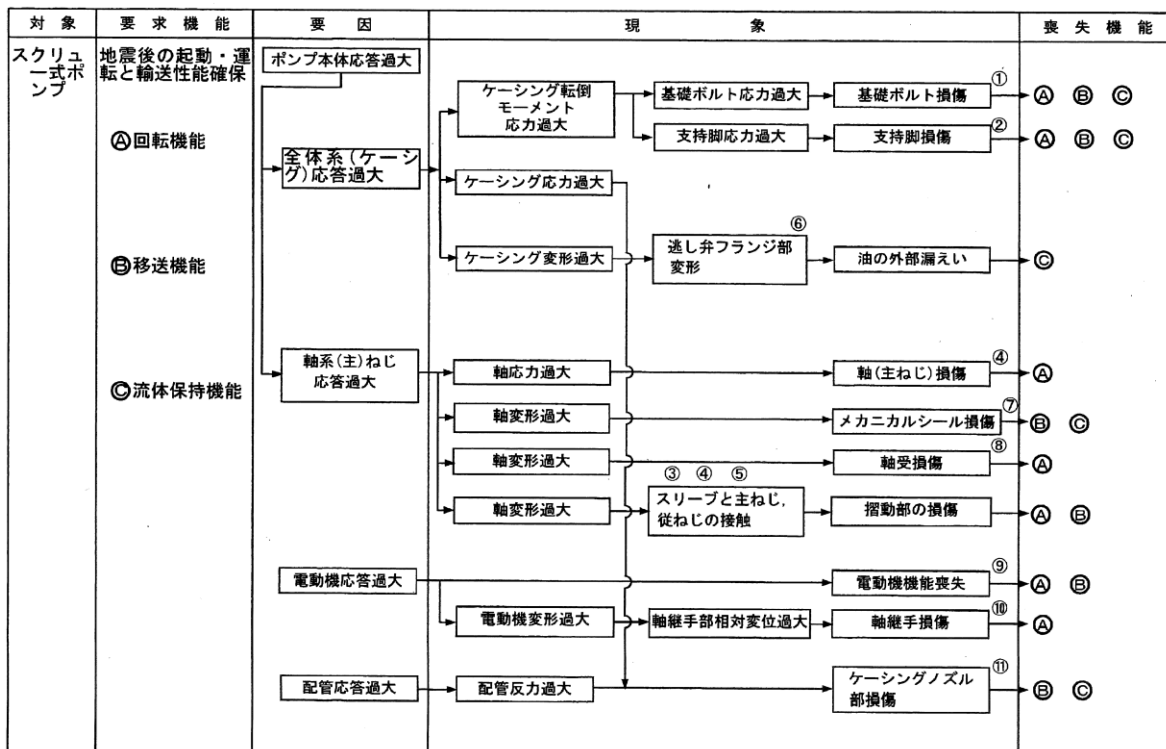 対象 要求機能 要因 現象 喪失機能
スクリュ
ー式ポ
ンプ
地震後の起動・運
転と輸送性能確保
Ⓐ回転機能
Ⓑ移送機能
Ⓒ流体保持機能
ポンプ本体応答過大
全体系(ケーシ
グ)応答過大
ケーシング転倒
モーメント
応力過大
基礎ボルト応力過大
①
基礎ボルト損傷
Ⓐ Ⓑ Ⓒ
支持脚応力過大
②
支持脚損傷
Ⓐ Ⓑ Ⓒ
ケーシング応力過大
ケーシング変形過大
⑥
逃し弁フランジ部
変形
油の外部漏えい
Ⓒ
軸系(主)ねじ
応答過大
軸応力過大
④
軸(主ねじ)損傷
Ⓐ
軸変形過大
⑦
メカニカルシール損傷
Ⓑ Ⓒ
軸変形過大
⑧
軸受損傷
Ⓐ
軸変形過大
③ ④ ⑤
スリーブと主ねじ,
従ねじの接触
摺動部の損傷
Ⓐ Ⓑ
電動機応答過大
⑨
電動機機能喪失
Ⓐ Ⓑ
電動機変形過大
軸継手部相対変位過大
⑩
軸継手損傷
Ⓐ
配管応答過大
配管反力過大
⑪
ケーシングノズル
部損傷
Ⓑ Ⓒ